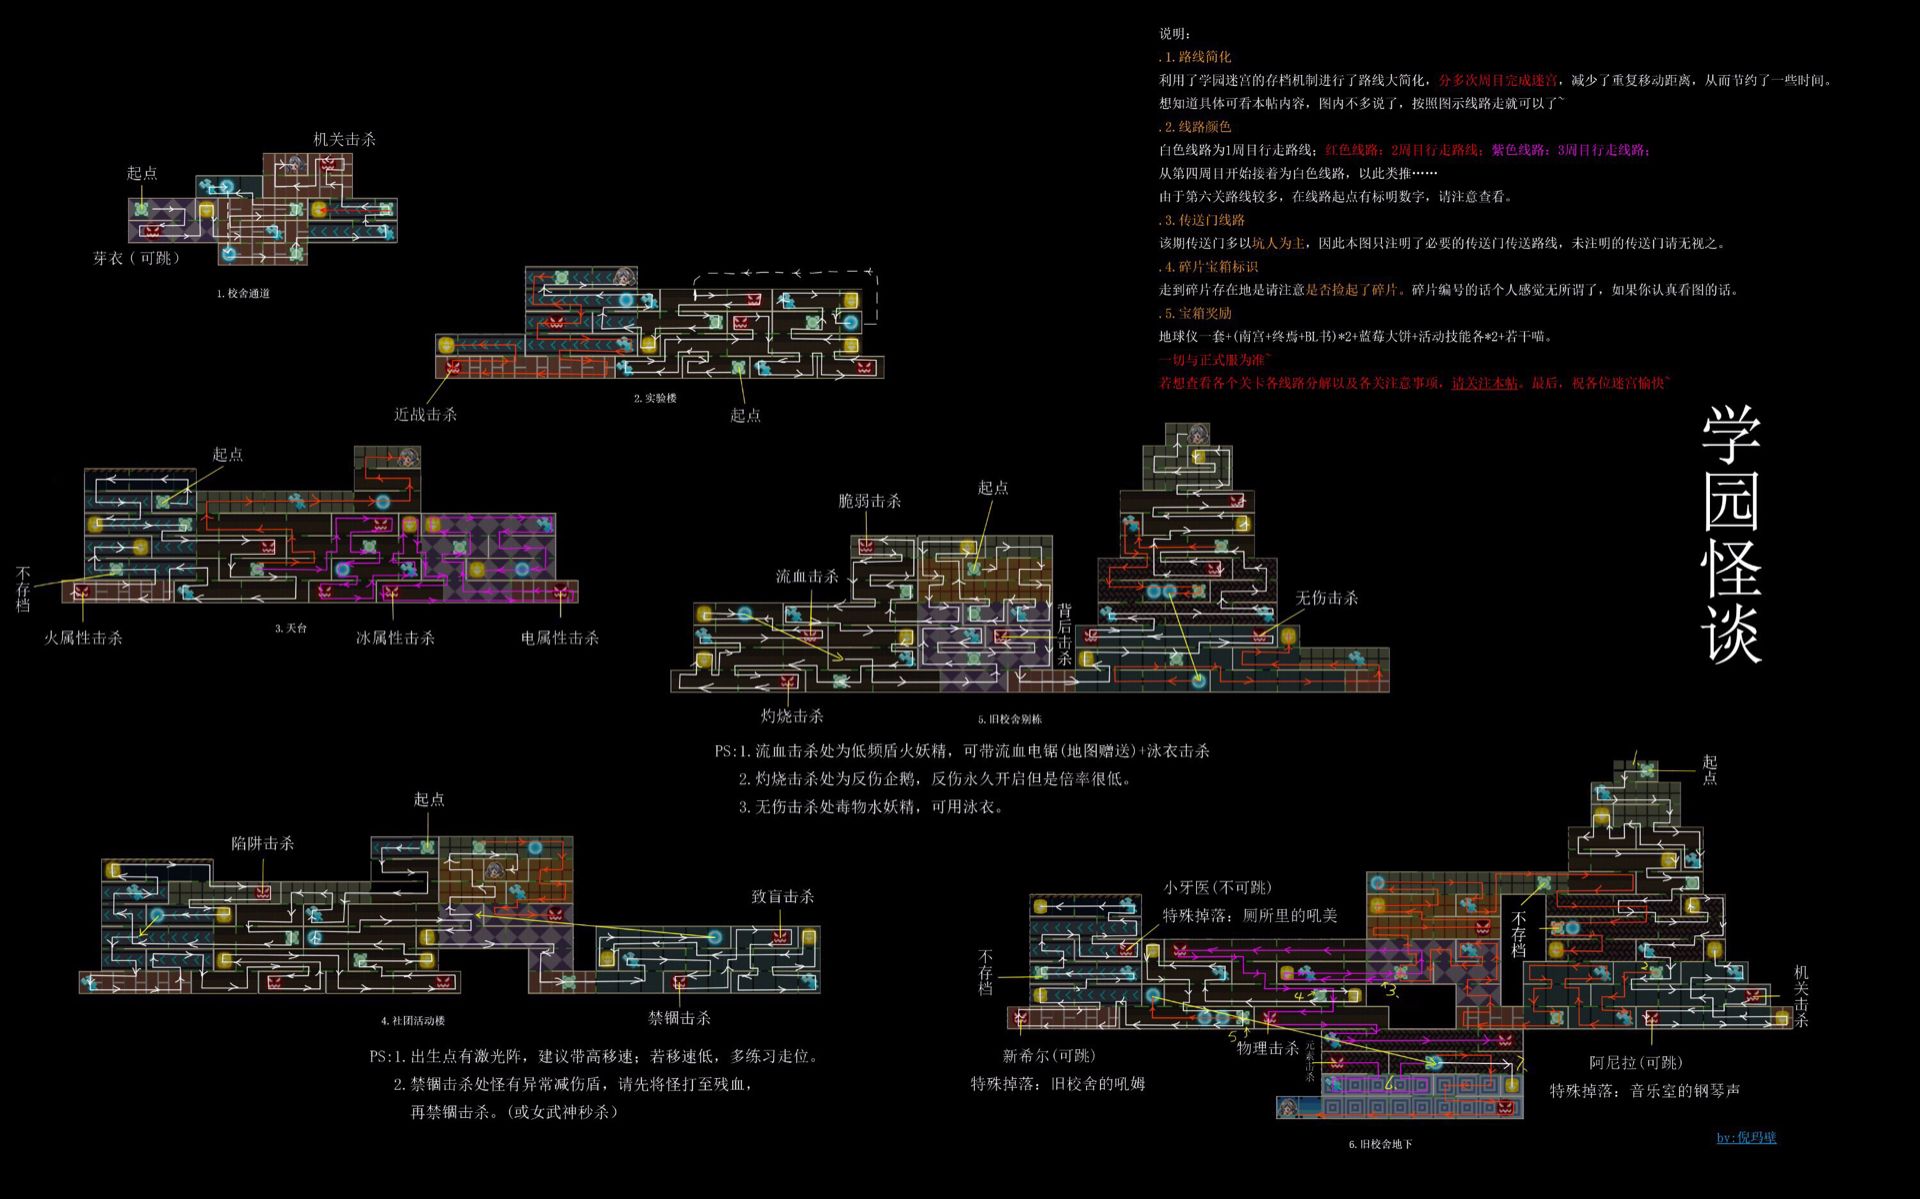 说明：
.1.路线简化
利用了学园迷宫的存档机制进行了路线大简化，分多次周目完成迷宫，减少了重复移动距离，从而节约了一些时间。
想知道具体可看本帖内容，图内不多说了，按照图示线路走就可以了~
.2.线路颜色
白色线路为1周目行走路线；红色线路：2周目行走路线；紫色线路：3周目行走线路；
从第四周目开始接着为白色线路，以此类推……
由于第六关路线较多，在线路起点有标明数字，请注意查看。
.3.传送门线路
该期传送门多以坑人为主，因此本图只注明了必要的传送门传送路线，未注明的传送门请无视之。
.4.碎片宝箱标识
走到碎片存在地是请注意是否捡起了碎片。碎片编号的话个人感觉无所谓了，如果你认真看图的话。
.5.宝箱奖励
地球仪一套+(南宫+终焉+BL书)*2+蓝莓大饼+活动技能各*2+若干喵。
一切与正式服为准~
若想查看各个关卡各线路分解以及各关注意事项，请关注本帖。最后，祝各位迷宫愉快~
学园怪谈
机关击杀
起点
芽衣（可跳）
1.校舍通道
近战击杀
2.实验楼
起点
起点
不存档
火属性击杀
3.天台
冰属性击杀
电属性击杀
脆弱击杀
起点
流血击杀
背后击杀
无伤击杀
灼烧击杀
5.旧校舍别栋
PS:1.流血击杀处为低频盾火妖精，可带流血电锯(地图赠送)+泳衣击杀
2.灼烧击杀处为反伤企鹅，反伤永久开启但是倍率很低。
3.无伤击杀处毒物水妖精，可用泳衣。
起点
陷阱击杀
致盲击杀
禁锢击杀
4.社团活动楼
PS:1.出生点有激光阵，建议带高移速；若移速低，多练习走位。
2.禁锢击杀处怪有异常减伤盾，请先将怪打至残血，
再禁锢击杀。(或女武神秒杀）
起点
小牙医(不可跳)
特殊掉落：厕所里的吼美
不存档
不存档
机关击杀
2
3、
4
5
6
7
新希尔(可跳)
特殊掉落：旧校舍的吼姆
物理击杀
元素击杀
阿尼拉(可跳)
特殊掉落：音乐室的钢琴声
6.旧校舍地下
by:倪玛壁